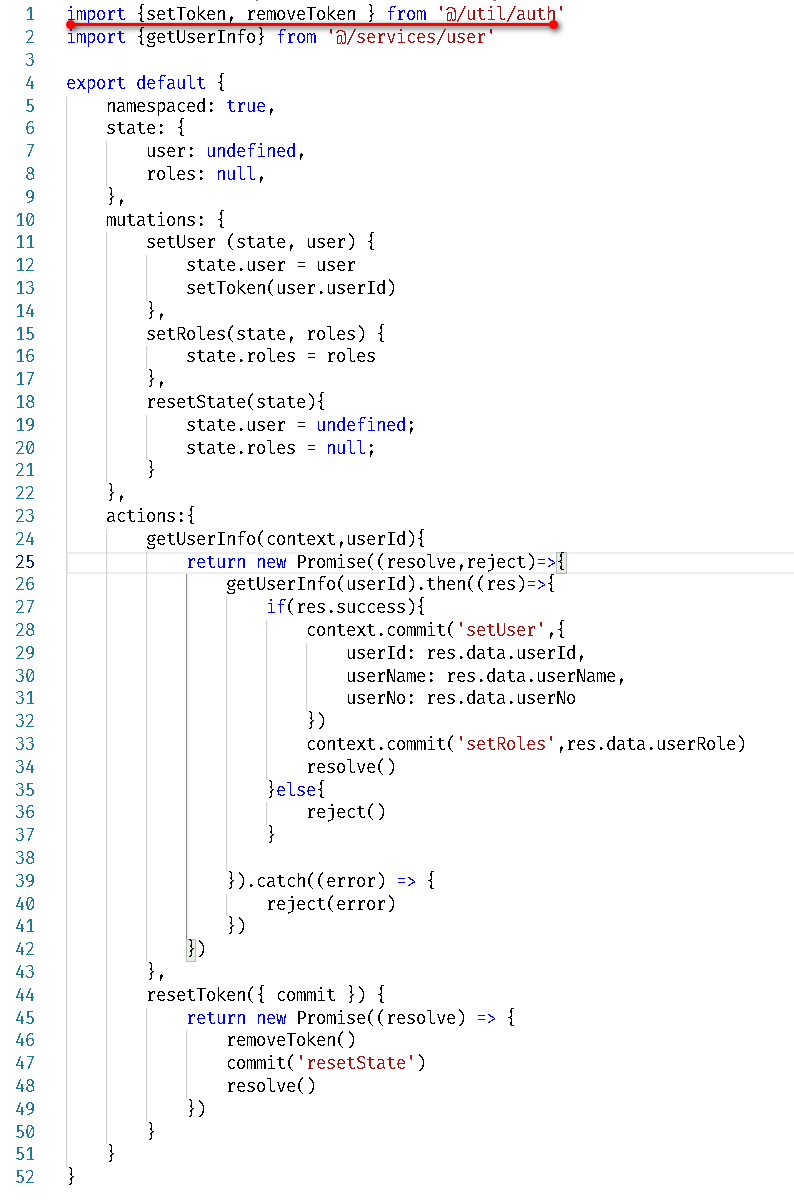 1 import {setToken, removeToken } from '@/util/auth'
2 import {getUserInfo} from '@/services/user'
3
4 export default {
5     namespaced: true,
6     state: {
7         user: undefined,
8         roles: null,
9     },
10     mutations: {
11         setUser (state, user) {
12             state.user = user
13             setToken(user.userId)
14         },
15         setRoles(state, roles) {
16             state.roles = roles
17         },
18         resetState(state){
19             state.user = undefined;
20             state.roles = null;
21         }
22     },
23     actions:{
24         getUserInfo(context,userId){
25             return new Promise((resolve,reject)=>{
26                 getUserInfo(userId).then((res)=>{
27                     if(res.success){
28                         context.commit('setUser',{
29                             userId: res.data.userId,
30                             userName: res.data.userName,
31                             userNo: res.data.userNo
32                         })
33                         context.commit('setRoles',res.data.userRole)
34                         resolve()
35                     }else{
36                         reject()
37                     }
38
39                 }).catch((error) => {
40                     reject(error)
41                 })
42             })
43         },
44         resetToken({ commit }) {
45             return new Promise((resolve) => {
46                 removeToken()
47                 commit('resetState')
48                 resolve()
49             })
50         }
51     }
52 }